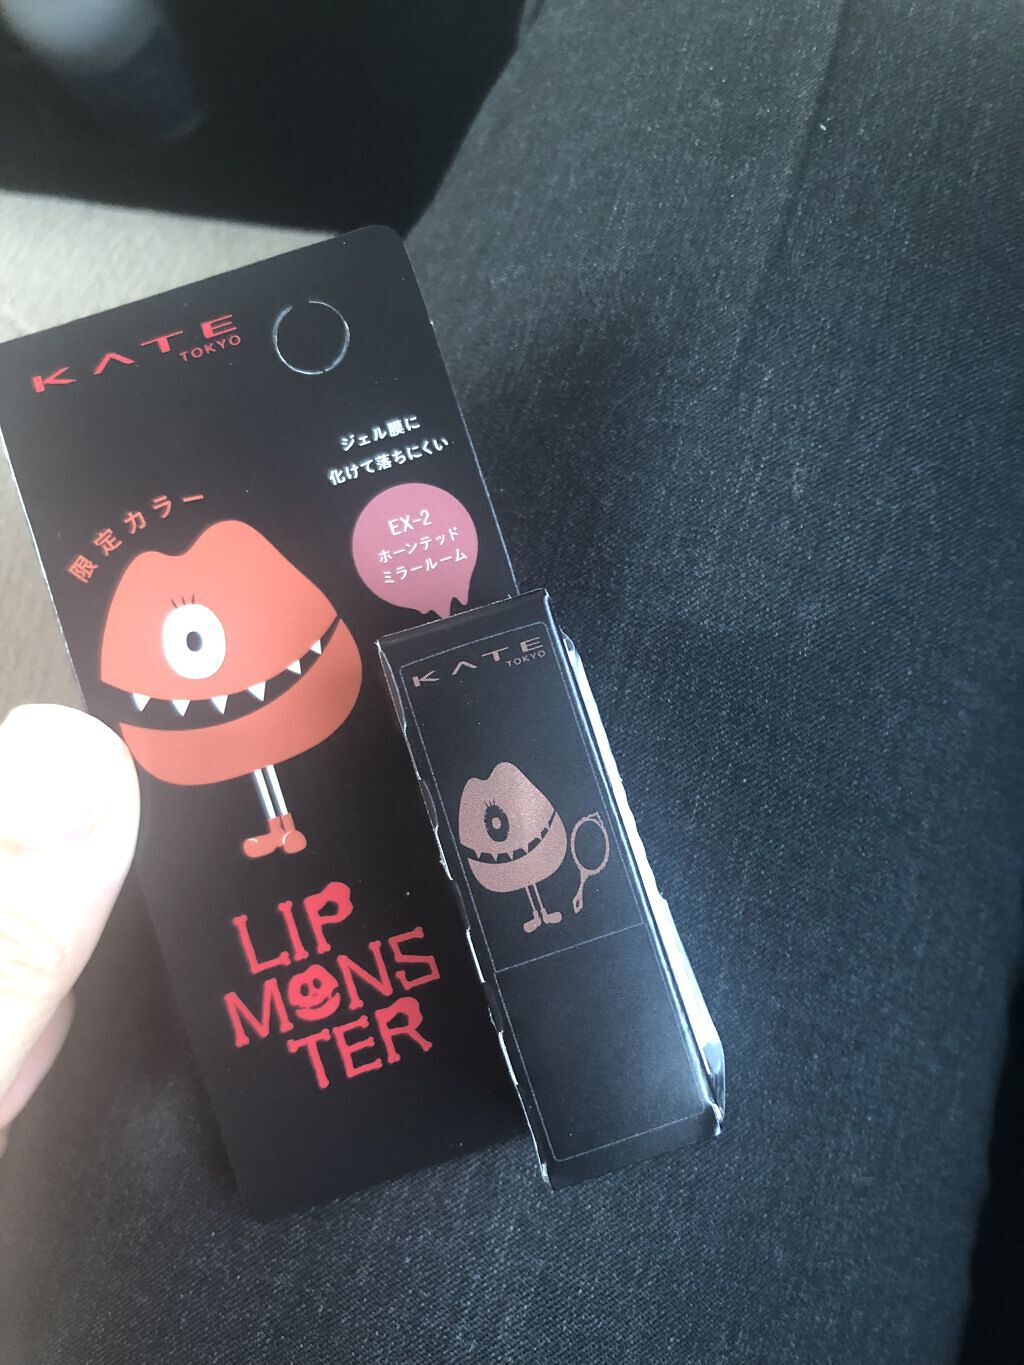 KATE
TOKYO
ジェル膜に
化けて落ちにくい
限定カラー
EX-2
ホーンテッド
ミラールーム
LIP
MONS
TER
KATE
TOKYO